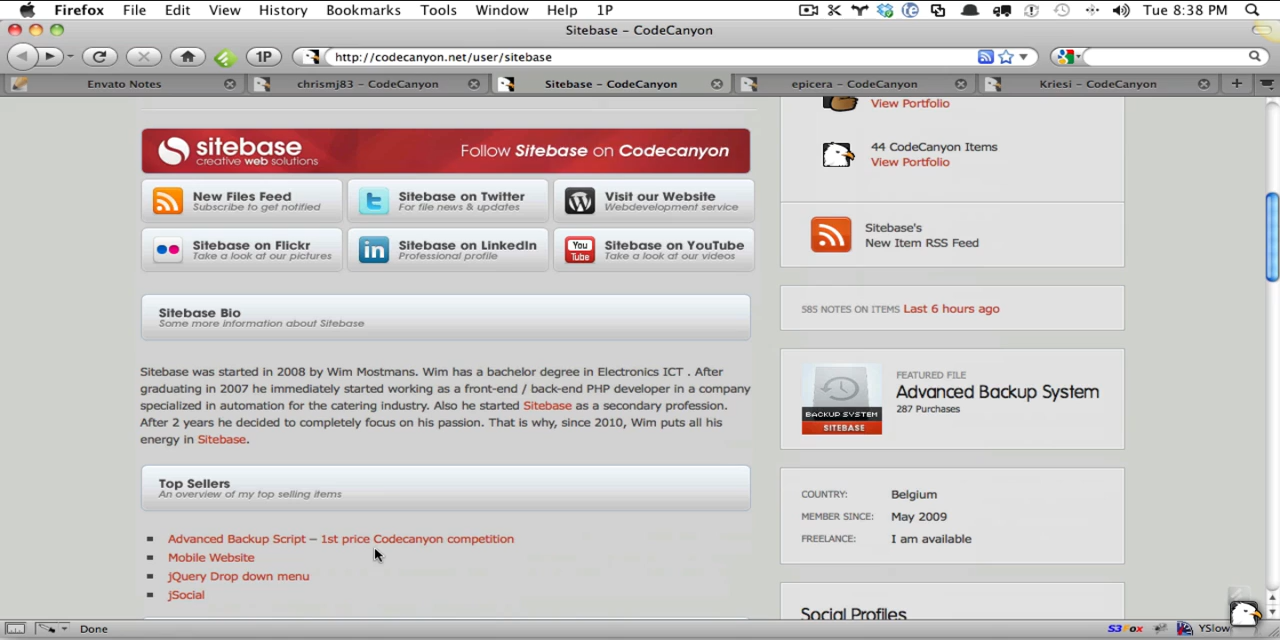 Firefox File Edit View History Bookmarks Tools Window Help 1P Tue 8:38 PM
Sitebase – CodeCanyon
1P http://codecanyon.net/user/sitebase
Envato Notes chrismj83 – CodeCanyon Sitebase – CodeCanyon epicera – CodeCanyon Kriesi – CodeCanyon
sitebase
creative web solutions
Follow Sitebase on Codecanyon
New Files Feed
Subscribe to get notified
Sitebase on Twitter
For file news & updates
Visit our Website
Webdevelopment service
Sitebase on Flickr
Take a look at our pictures
in
Sitebase on LinkedIn
Professional profile
You
Tube
Sitebase on YouTube
Take a look at our videos
Sitebase Bio
Some more information about Sitebase
Sitebase was started in 2008 by Wim Mostmans. Wim has a bachelor degree in Electronics ICT . After
graduating in 2007 he immediately started working as a front-end / back-end PHP developer in a company
specialized in automation for the catering industry. Also he started Sitebase as a secondary profession.
After 2 years he decided to completely focus on his passion. That is why, since 2010, Wim puts all his
energy in Sitebase.
Top Sellers
An overview of my top selling items
Advanced Backup Script – 1st price Codecanyon competition
Mobile Website
jQuery Drop down menu
jSocial
View Portfolio
44 CodeCanyon Items
View Portfolio
Sitebase's
New Item RSS Feed
585 NOTES ON ITEMS Last 6 hours ago
BACKUP SYSTEM
SITEBASE
FEATURED FILE
Advanced Backup System
287 Purchases
COUNTRY: Belgium
MEMBER SINCE: May 2009
FREELANCE: I am available
Social Profiles
Done S3Fox YSlow